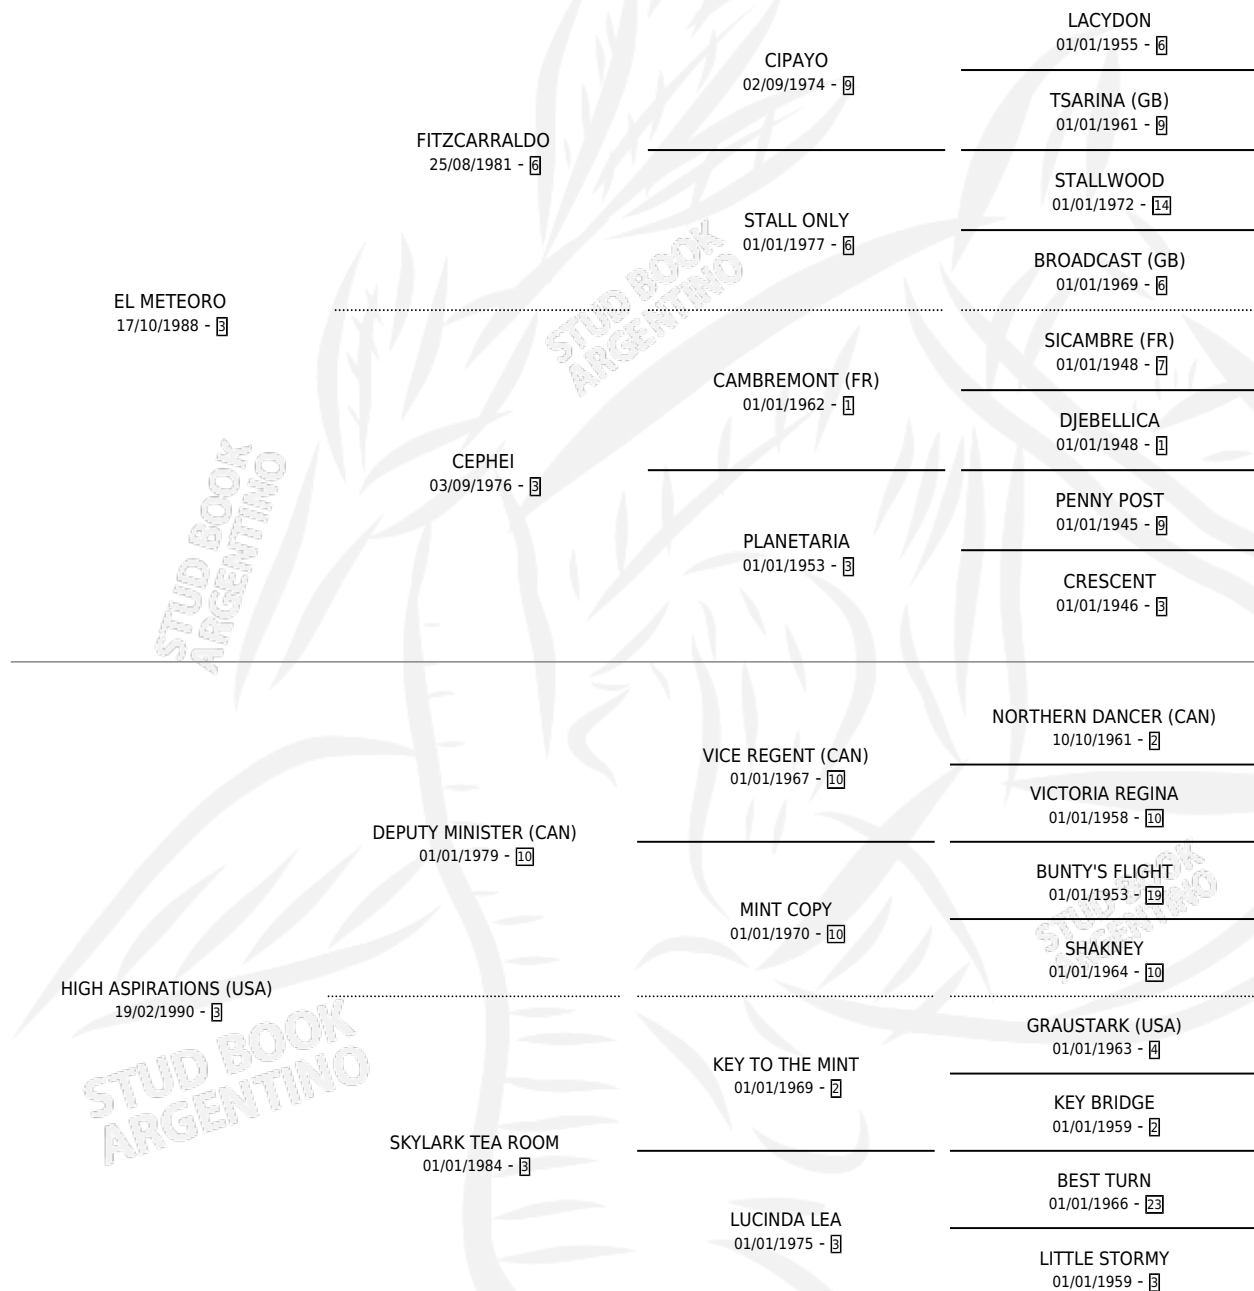 LACYDON
01/01/1955 - 6
CIPAYO
02/09/1974 - 9
TSARINA (GB)
01/01/1961 - 9
FITZCARRALDO
25/08/1981 - 6
STALLWOOD
01/01/1972 - 14
STALL ONLY
01/01/1977 - 6
BROADCAST (GB)
01/01/1969 - 6
EL METEORO
17/10/1988 - 3
SICAMBRE (FR)
01/01/1948 - 7
CAMBREMONT (FR)
01/01/1962 - 1
DJEBELLICA
01/01/1948 - 1
CEPHEI
03/09/1976 - 3
PENNY POST
01/01/1945 - 9
PLANETARIA
01/01/1953 - 3
CRESCENT
01/01/1946 - 3
STUD BOOK
ARGENTINO
STUD BOOK
ARGENTINO
NORTHERN DANCER (CAN)
10/10/1961 - 2
VICE REGENT (CAN)
01/01/1967 - 10
VICTORIA REGINA
01/01/1958 - 10
DEPUTY MINISTER (CAN)
01/01/1979 - 10
BUNTY'S FLIGHT
01/01/1953 - 19
MINT COPY
01/01/1970 - 10
SHAKNEY
01/01/1964 - 10
HIGH ASPIRATIONS (USA)
19/02/1990 - 3
GRAUSTARK (USA)
01/01/1963 - 4
KEY TO THE MINT
01/01/1969 - 2
KEY BRIDGE
01/01/1959 - 2
SKYLARK TEA ROOM
01/01/1984 - 3
BEST TURN
01/01/1966 - 23
LUCINDA LEA
01/01/1975 - 3
LITTLE STORMY
01/01/1959 - 3
STUD BOOK
ARGENTINO
STUD BOOK
ARGENTINO